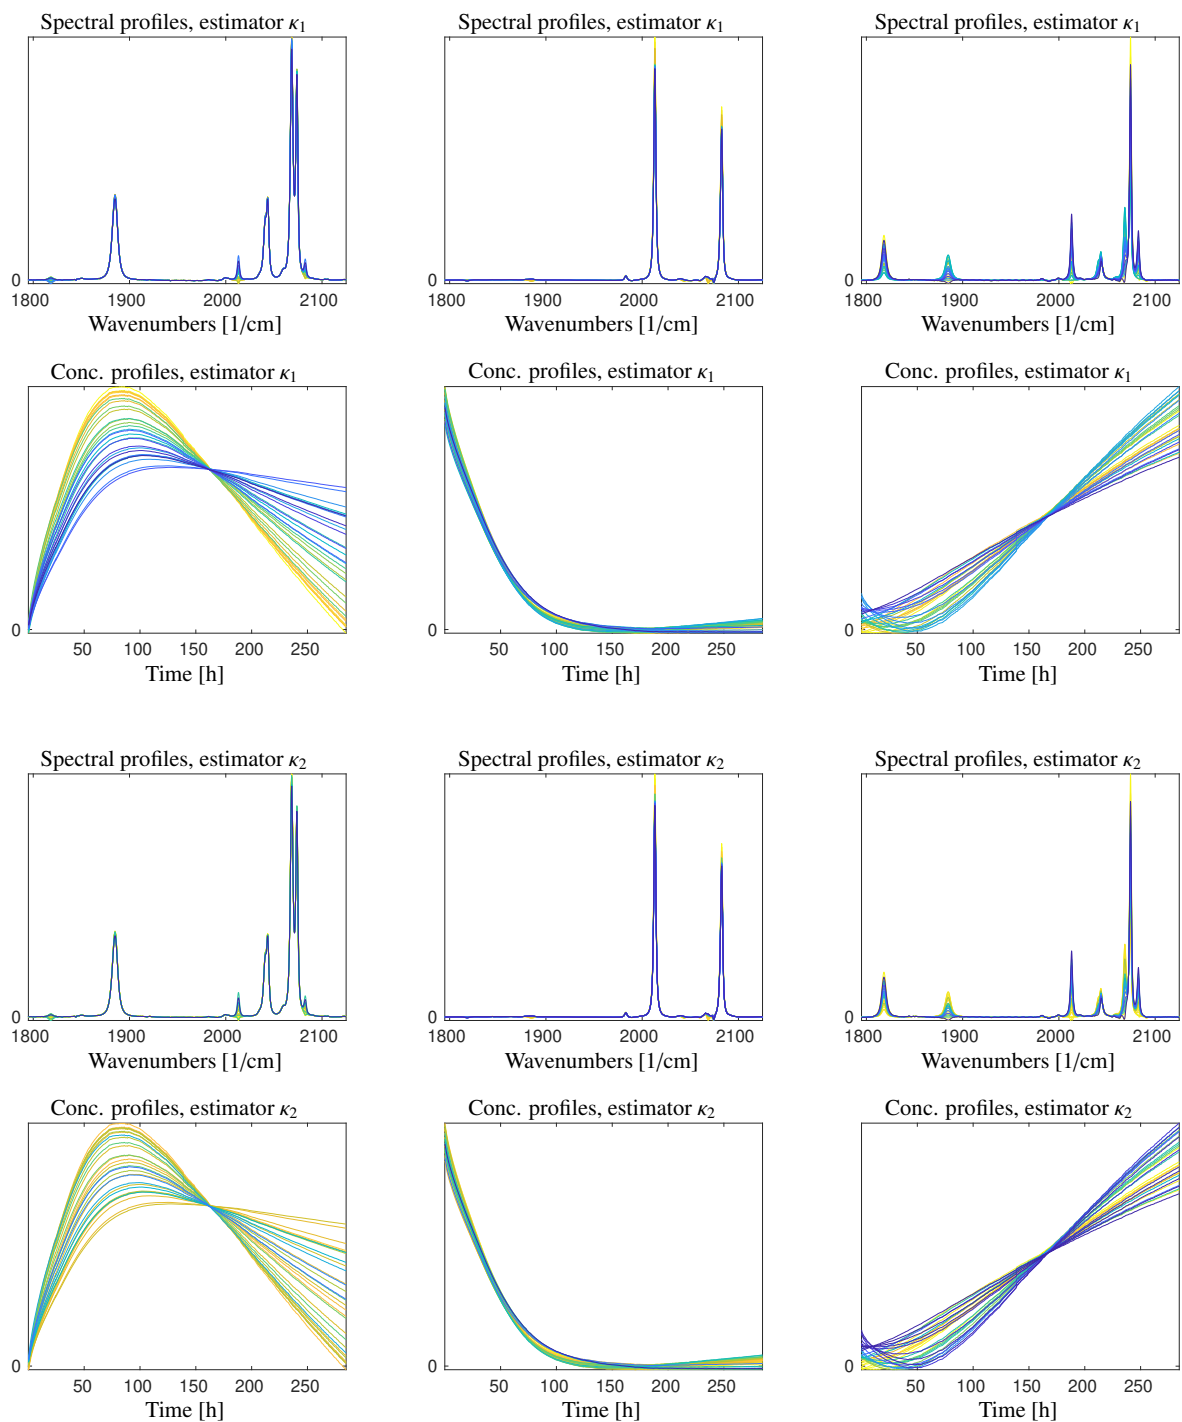 Spectral profiles, estimator κ₁ Spectral profiles, estimator κ₁ Spectral profiles, estimator κ₁
0 0 0
1800 1900 2000 2100 1800 1900 2000 2100 1800 1900 2000 2100
Wavenumbers [1/cm] Wavenumbers [1/cm] Wavenumbers [1/cm]
Conc. profiles, estimator κ₁ Conc. profiles, estimator κ₁ Conc. profiles, estimator κ₁
0 0 0
50 100 150 200 250 50 100 150 200 250 50 100 150 200 250
Time [h] Time [h] Time [h]
Spectral profiles, estimator κ₂ Spectral profiles, estimator κ₂ Spectral profiles, estimator κ₂
0 0 0
1800 1900 2000 2100 1800 1900 2000 2100 1800 1900 2000 2100
Wavenumbers [1/cm] Wavenumbers [1/cm] Wavenumbers [1/cm]
Conc. profiles, estimator κ₂ Conc. profiles, estimator κ₂ Conc. profiles, estimator κ₂
0 0 0
50 100 150 200 250 50 100 150 200 250 50 100 150 200 250
Time [h] Time [h] Time [h]